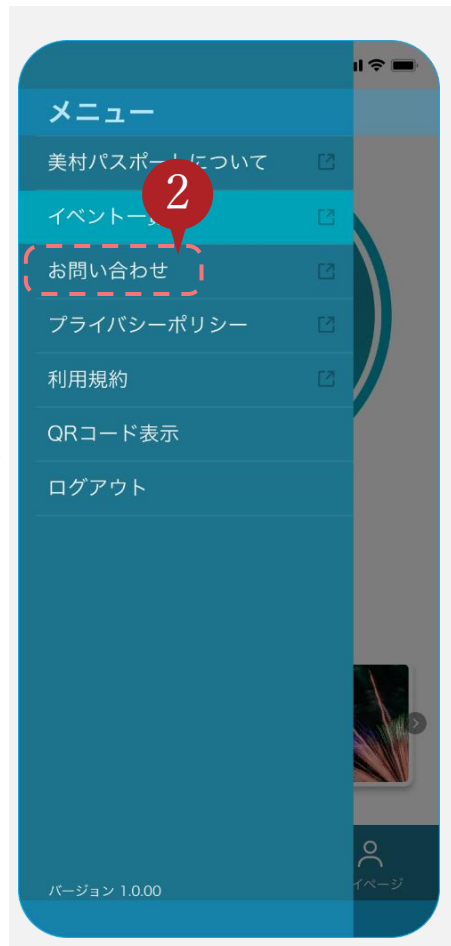 メニュー
美村パスポートについて
2
イベント一
お問い合わせ
プライバシーポリシー
利用規約
QRコード表示
ログアウト
バージョン 1.0.00
イページ